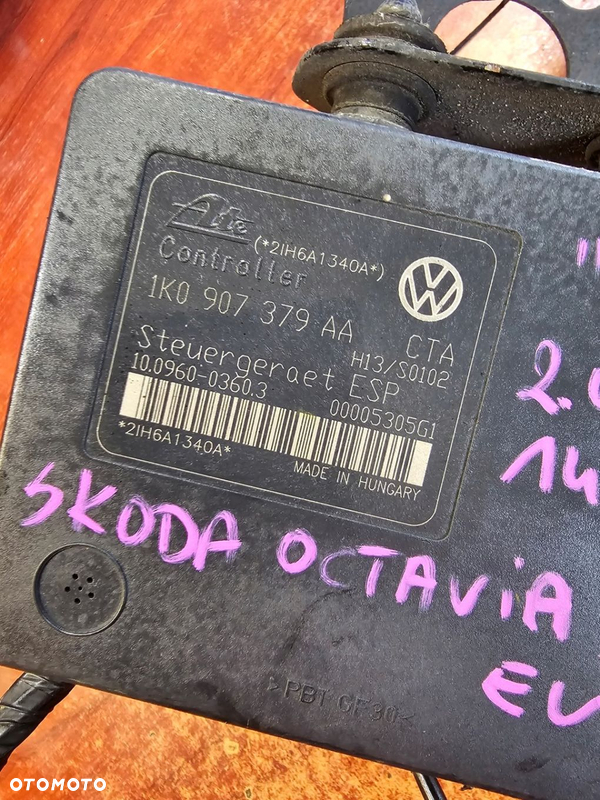 Ate
(*2IH6A1340A*)
Controller
1K0 907 379 AA CTA
H13/S0102
Steuergeraet ESP
10.0960-0360.3 00005305G1
*2IH6A1340A*
MADE IN HUNGARY
2.0
14
SKODA OCTAVIA
EU
>PBT GF30<
OTOMOTO